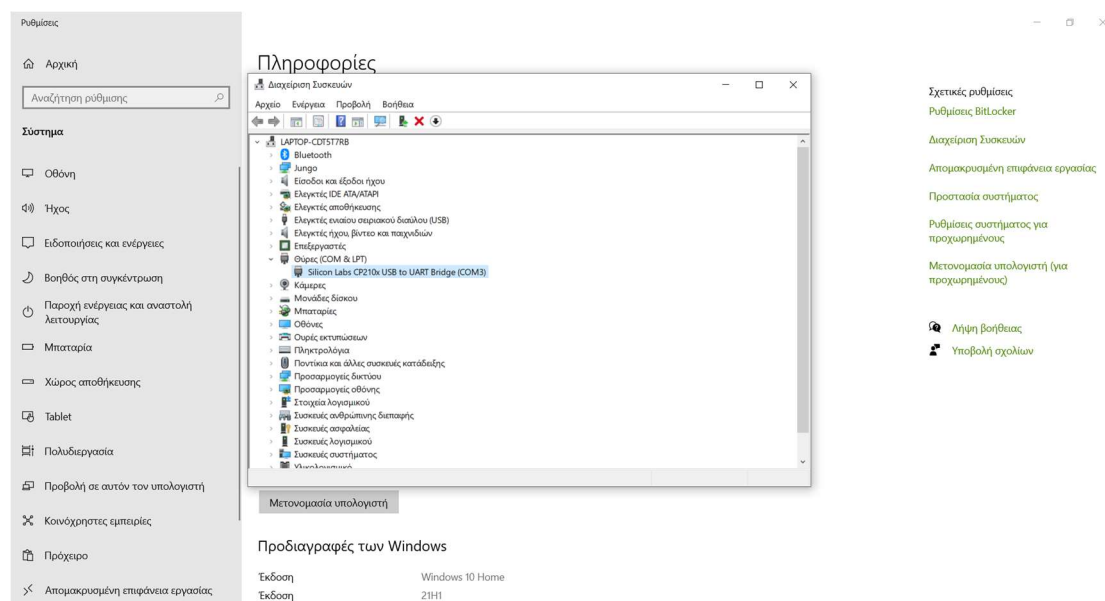 Ρυθμίσεις
Αρχική
Αναζήτηση ρύθμισης
Σύστημα
Οθόνη
Ήχος
Ειδοποιήσεις και ενέργειες
Βοηθός στη συγκέντρωση
Παροχή ενέργειας και αναστολή
λειτουργίας
Μπαταρία
Χώρος αποθήκευσης
Tablet
Πολυδιεργασία
Προβολή σε αυτόν τον υπολογιστή
Κοινόχρηστες εμπειρίες
Πρόχειρο
Απομακρυσμένη επιφάνεια εργασίας
Πληροφορίες
Διαχείριση Συσκευών
Αρχείο Ενέργεια Προβολή Βοήθεια
LAPTOP-CDT5T7RB
Bluetooth
Jungo
Είσοδοι και έξοδοι ήχου
Ελεγκτές IDE ATA/ATAPI
Ελεγκτές αποθήκευσης
Ελεγκτές ενιαίου σειριακού διαύλου (USB)
Ελεγκτές ήχου, βίντεο και παιχνιδιών
Επεξεργαστές
Θύρες (COM & LPT)
Silicon Labs CP210x USB to UART Bridge (COM3)
Κάμερες
Μονάδες δίσκου
Μπαταρίες
Οθόνες
Ουρές εκτυπώσεων
Πληκτρολόγια
Ποντίκια και άλλες συσκευές κατάδειξης
Προσαρμογείς δικτύου
Προσαρμογείς οθόνης
Στοιχεία λογισμικού
Συσκευές ανθρώπινης διεπαφής
Συσκευές ασφαλείας
Συσκευές λογισμικού
Συσκευές συστήματος
Υλικολογισμικό
Μετονομασία υπολογιστή
Προδιαγραφές των Windows
Έκδοση Windows 10 Home
Έκδοση 21H1
Σχετικές ρυθμίσεις
Ρυθμίσεις BitLocker
Διαχείριση Συσκευών
Απομακρυσμένη επιφάνεια εργασίας
Προστασία συστήματος
Ρυθμίσεις συστήματος για
προχωρημένους
Μετονομασία υπολογιστή (για
προχωρημένους)
Λήψη βοήθειας
Υποβολή σχολίων